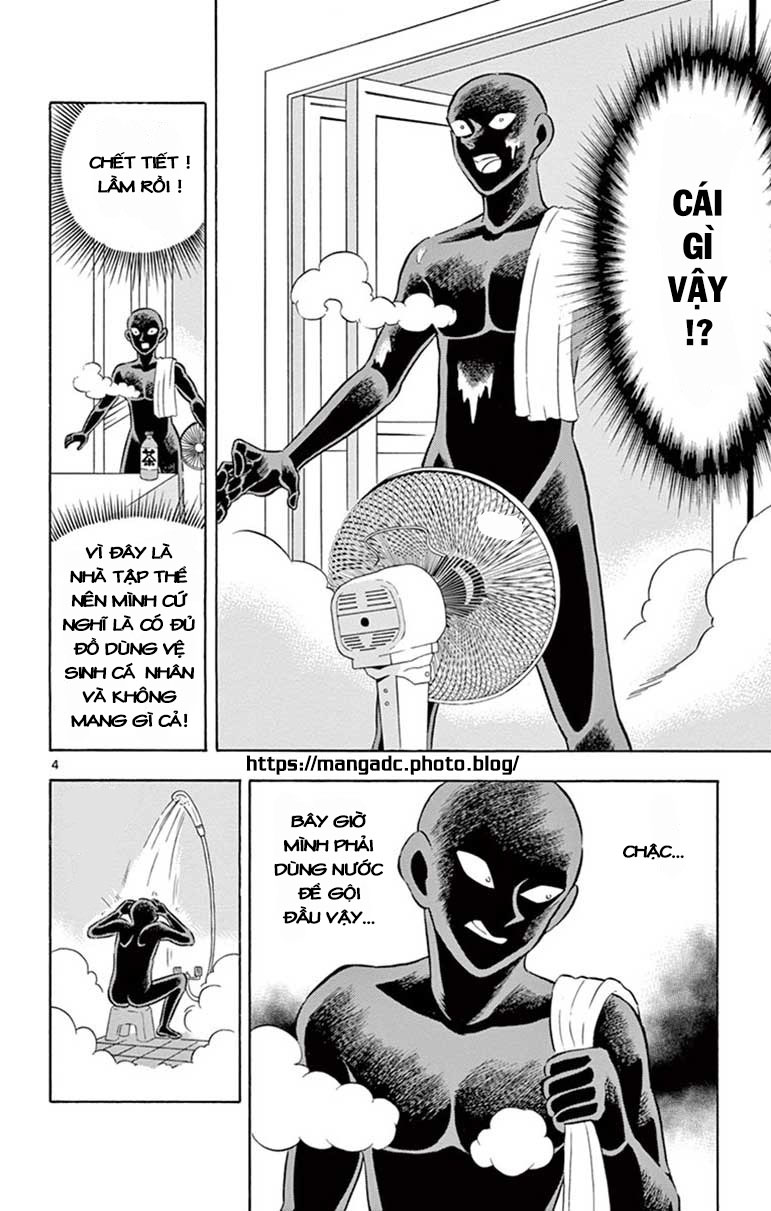 CÁI
GÌ
VẬY
!?
CHẾT TIẾT !
LẦM RỒI !
茶
VÌ ĐÂY LÀ
NHÀ TẬP THỂ
NÊN MÌNH CỨ
NGHĨ LÀ CÓ ĐỦ
ĐỒ DÙNG VỆ
SINH CÁ NHÂN
VÀ KHÔNG
MANG GÌ CẢ!
4
https://mangadc.photo.blog/
CHẬC...
BÂY GIỜ
MÌNH PHẢI
DÙNG NƯỚC
ĐỂ GỘI
ĐẦU VẬY...